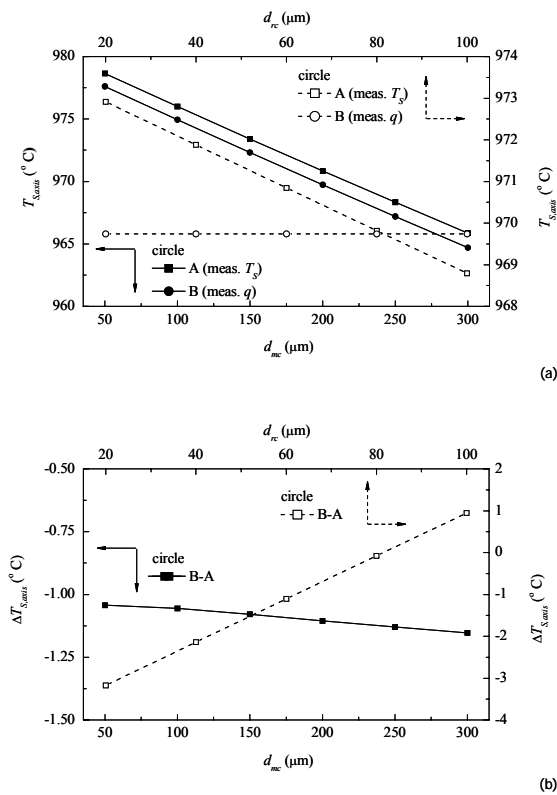 d_rc (μm)
20 40 60 80 100
980 974
circle
A (meas. T_S)
B (meas. q)
975 973
972
970 971
T_S,axis (° C)
T_S,axis (° C)
970
965 969
circle
A (meas. T_S)
B (meas. q)
960 968
50 100 150 200 250 300
d_mc (μm)
(a)
d_rc (μm)
20 40 60 80 100
-0.50 2
circle
B-A
1
-0.75
0
circle
B-A
-1.00 -1
ΔT_S,axis (° C)
ΔT_S,axis (° C)
-2
-1.25
-3
-1.50 -4
50 100 150 200 250 300
d_mc (μm)
(b)